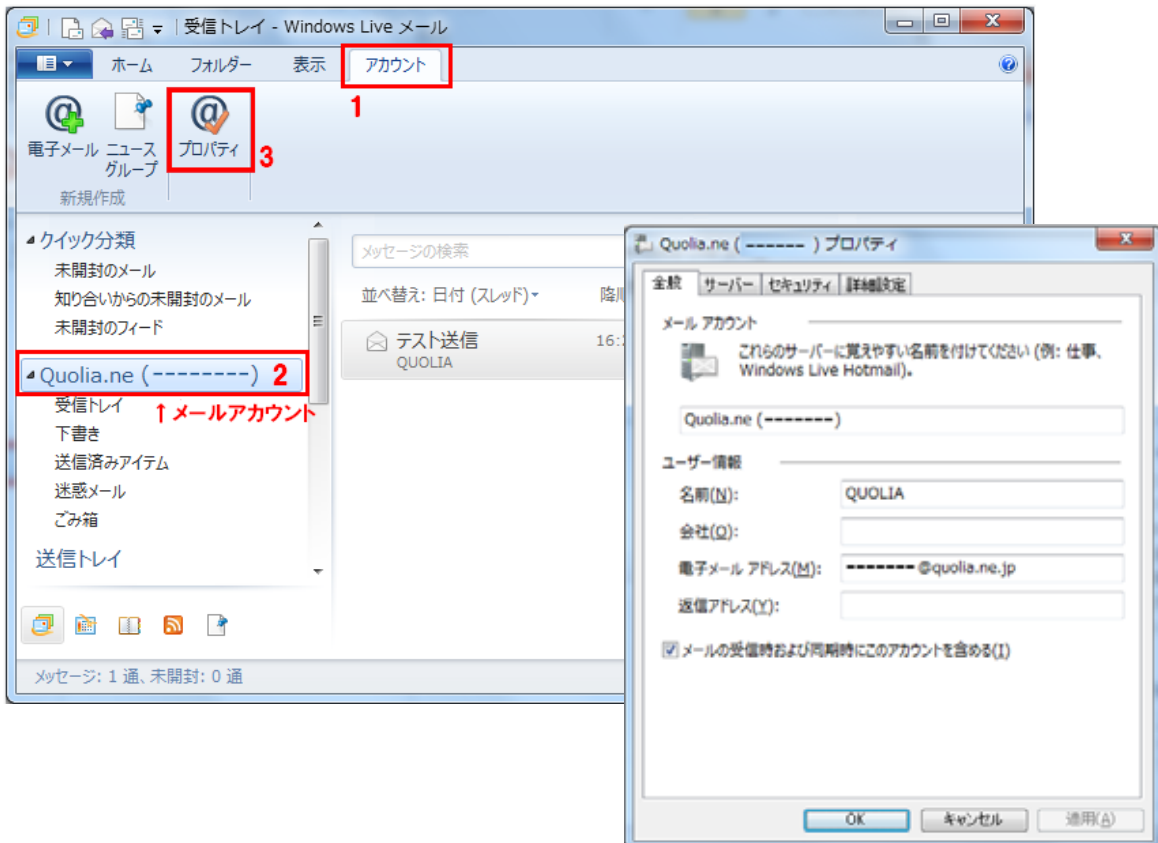 受信トレイ - Windows Live メール
ホーム フォルダー 表示 アカウント
1
電子メール ニュース グループ プロパティ
3
新規作成
クイック分類
未開封のメール
知り合いからの未開封のメール
未開封のフィード
Quolia.ne (--------) 2
受信トレイ
↑メールアカウント
下書き
送信済みアイテム
迷惑メール
ごみ箱
送信トレイ
メッセージ: 1 通、未開封: 0 通
メッセージの検索
並べ替え: 日付 (スレッド)
テスト送信
QUOLIA
Quolia.ne ( ------ ) プロパティ
全般 サーバー セキュリティ 詳細設定
メール アカウント
これらのサーバーに覚えやすい名前を付けてください (例: 仕事、
Windows Live Hotmail)。
Quolia.ne (-------)
ユーザー情報
名前(N): QUOLIA
会社(O):
電子メール アドレス(M): -------@quolia.ne.jp
返信アドレス(Y):
メールの受信時および同期時にこのアカウントを含める(I)
OK キャンセル 適用(A)